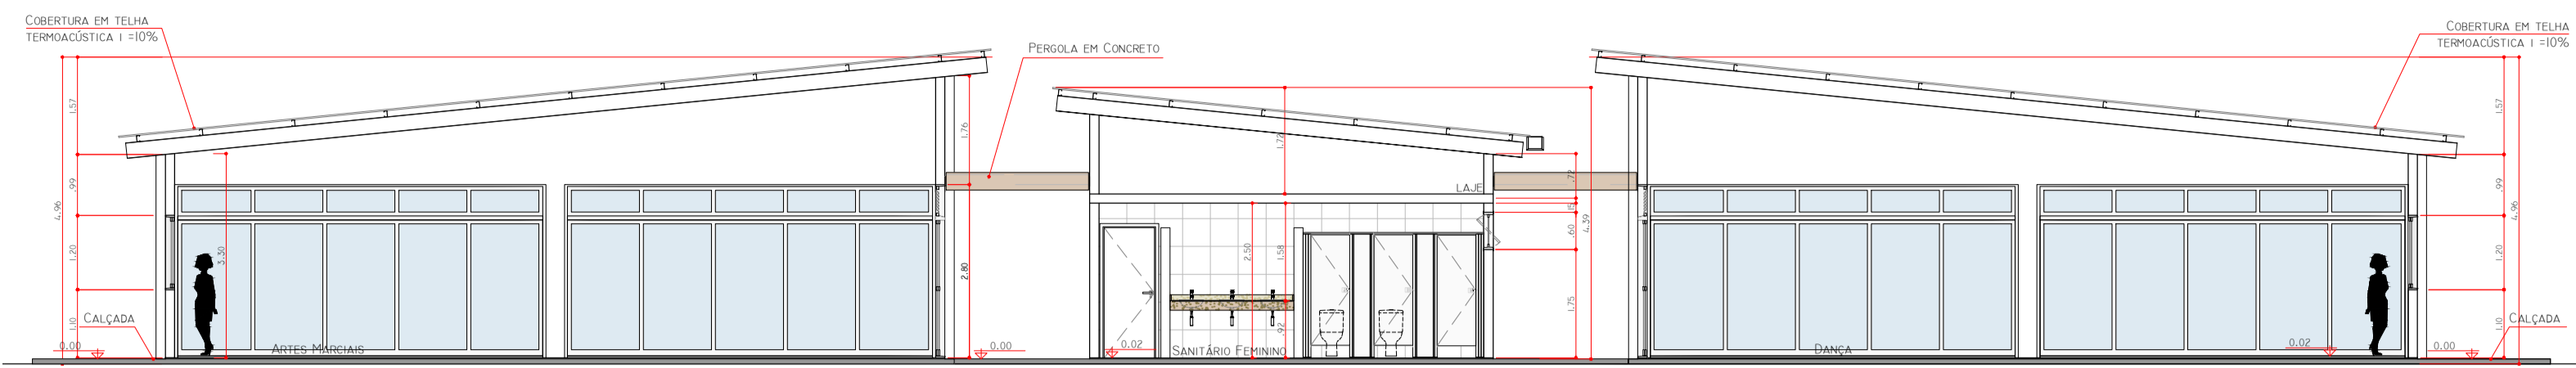 COBERTURA EM TELHA
TERMOACÚSTICA I =10%
PERGOLA EM CONCRETO
COBERTURA EM TELHA
TERMOACÚSTICA I =10%
1.57
.99
4.96
1.20
1.10
3.30
CALÇADA
0.00
ARTES MARCIAIS
1.76
2.80
0.00
0.02
SANITÁRIO FEMININO
1.72
LAJE
2.50
1.58
.92
.72
.15
.60
4.39
1.75
DANÇA
0.02
0.00
CALÇADA
1.57
.99
4.96
1.20
1.10